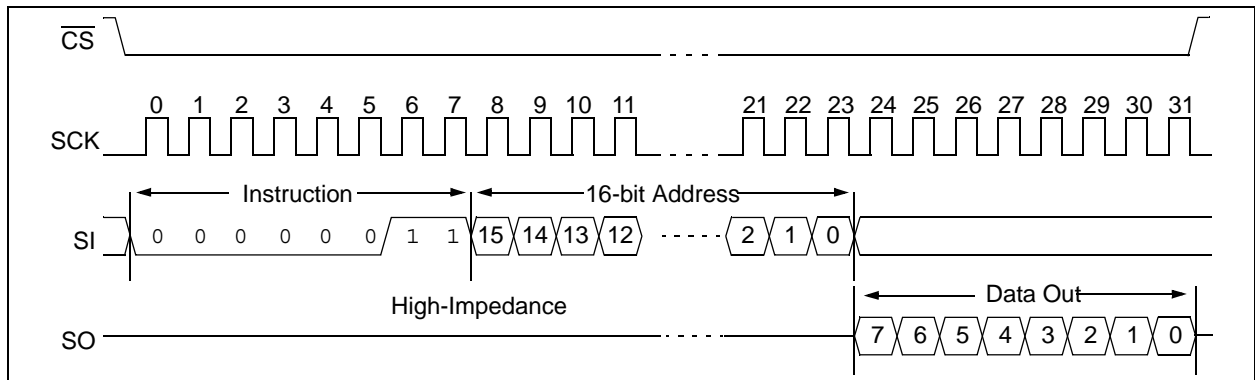 CS
0 1 2 3 4 5 6 7 8 9 10 11 21 22 23 24 25 26 27 28 29 30 31
SCK
Instruction 16-bit Address
SI 0 0 0 0 0 0 1 1 15 14 13 12 2 1 0
High-Impedance Data Out
SO 7 6 5 4 3 2 1 0